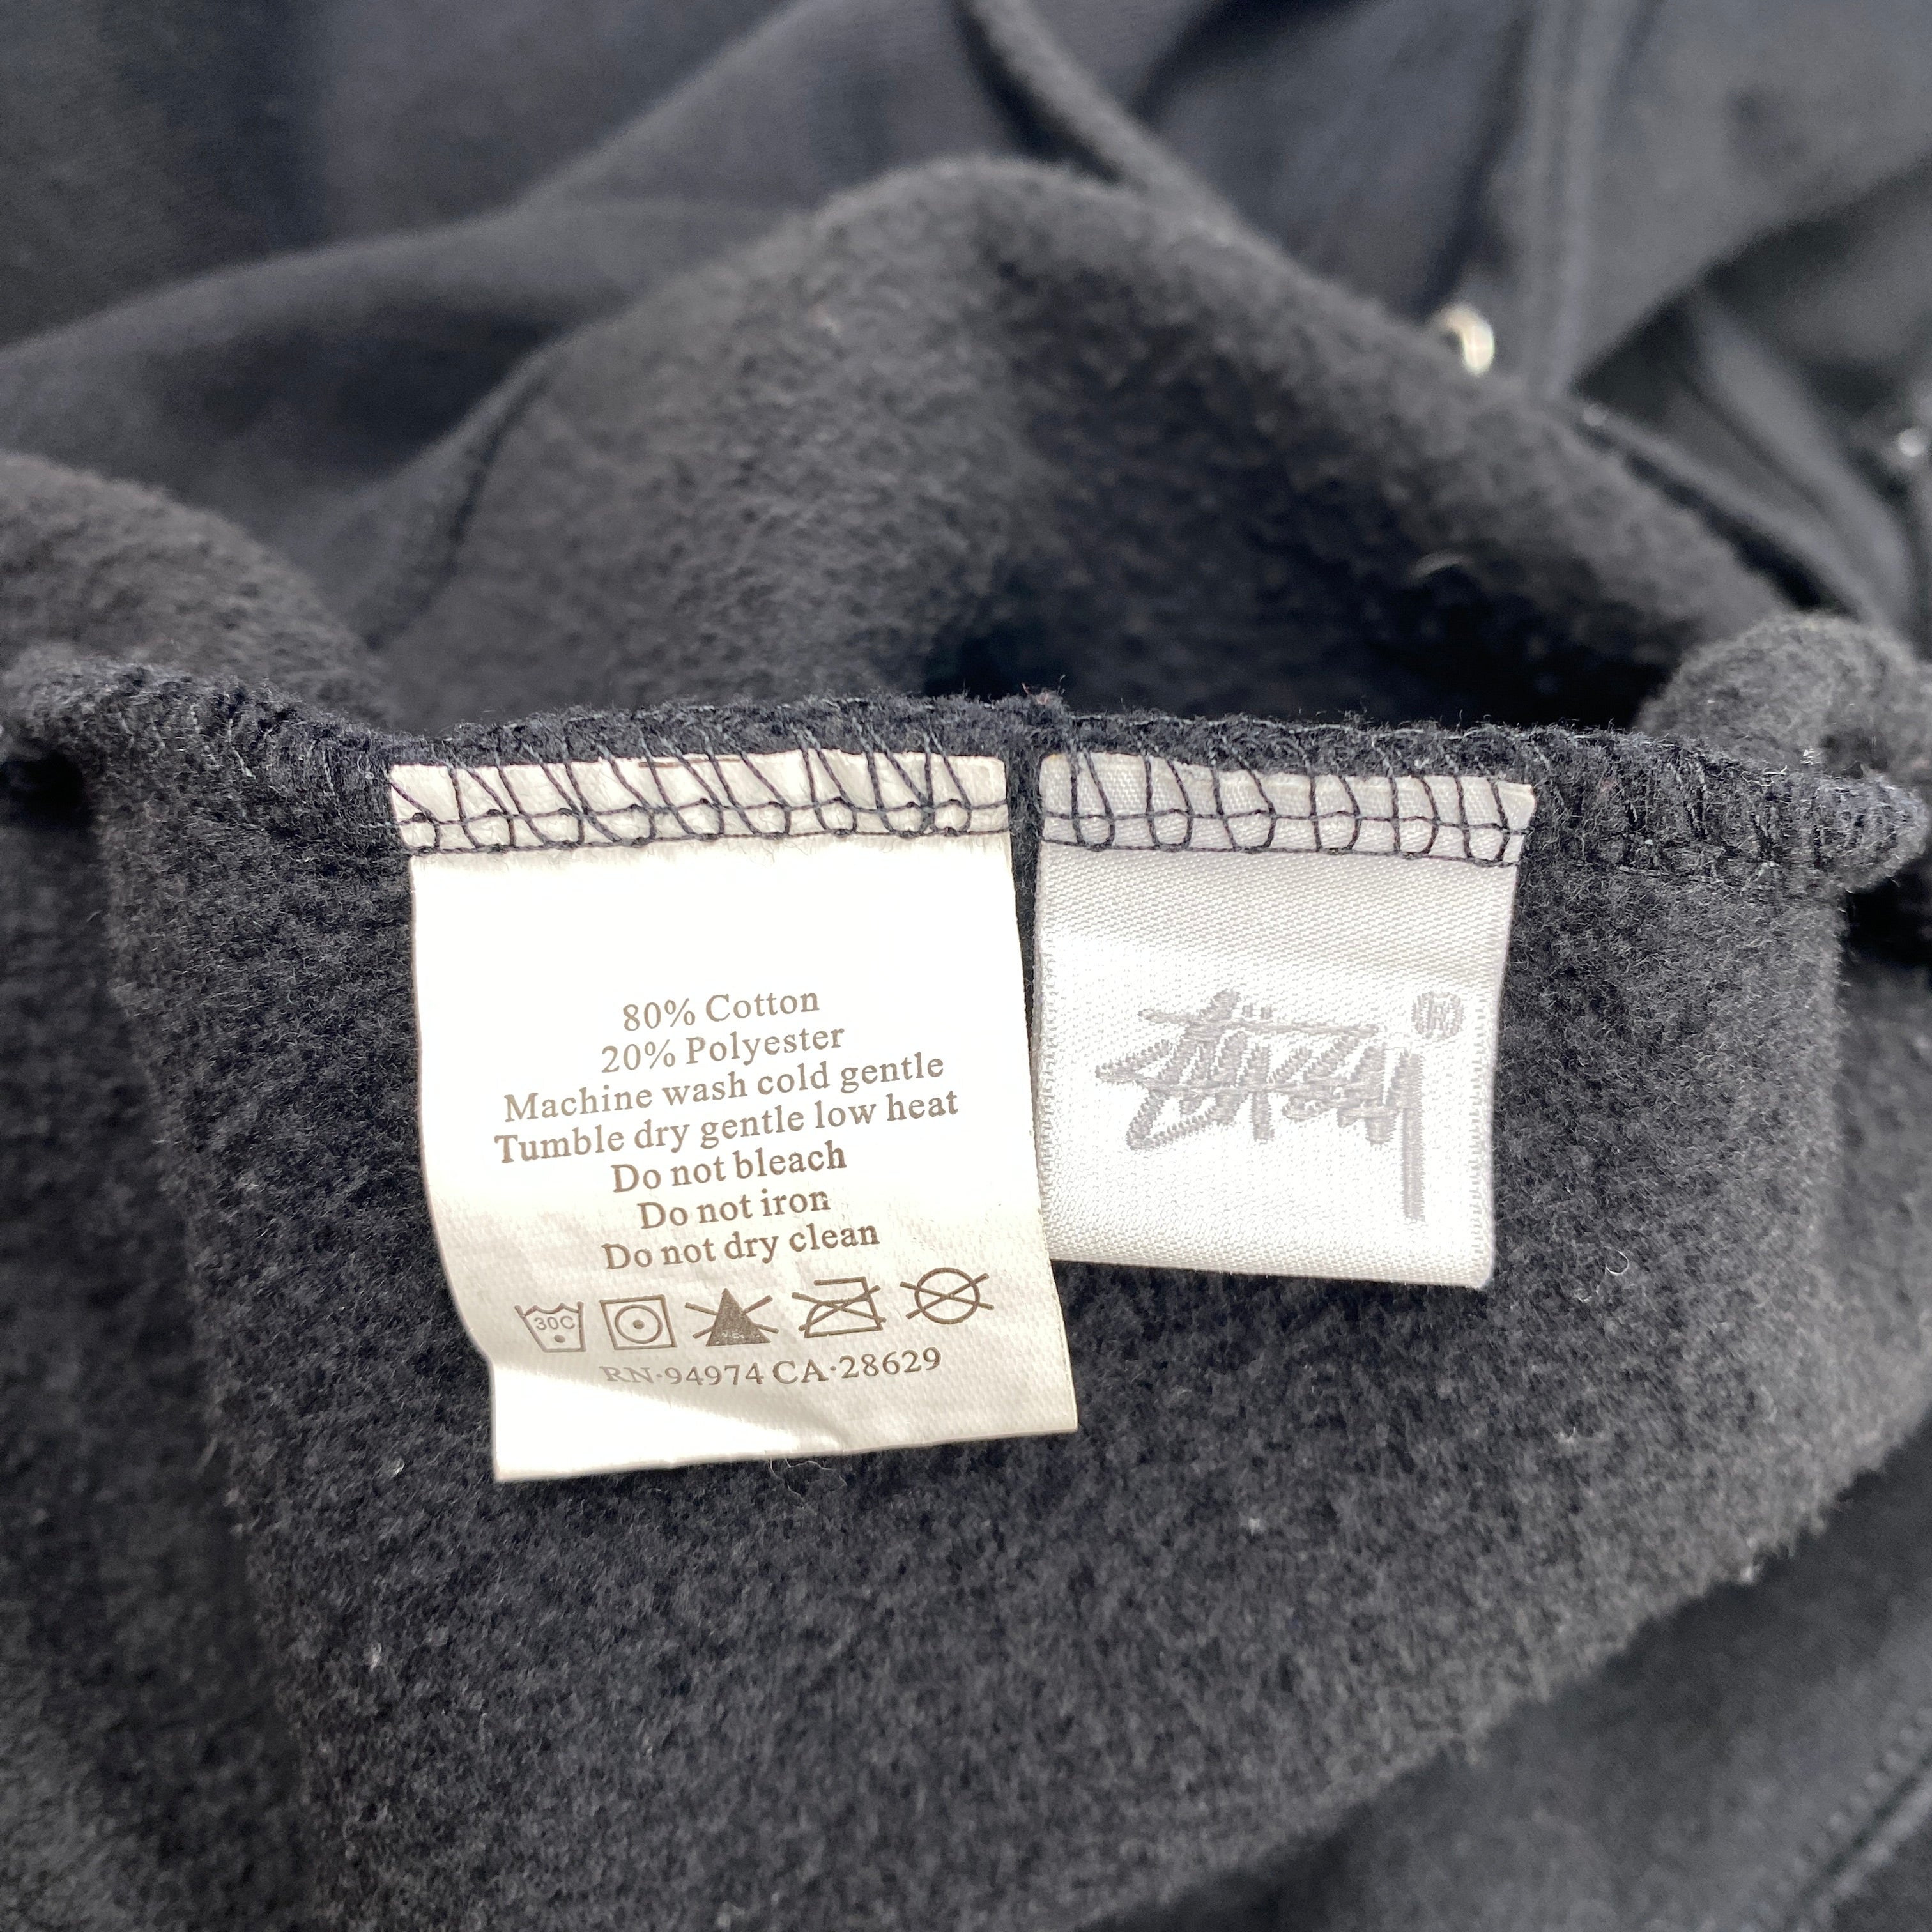 80% Cotton
20% Polyester
Machine wash cold gentle
Tumble dry gentle low heat
Do not bleach
Do not iron
Do not dry clean
30C
RN·94974 CA·28629
Stüssy ®